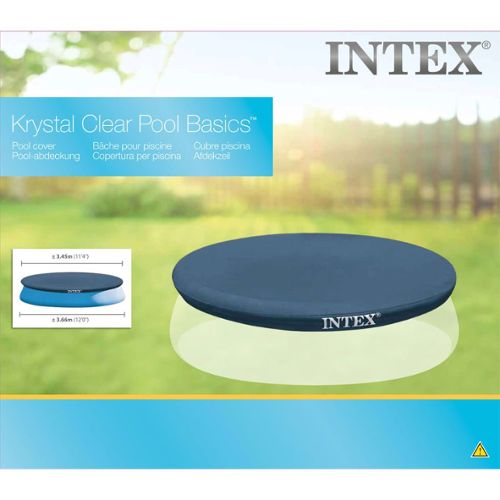 INTEX®
Krystal Clear Pool Basics™
Pool cover Bâche pour piscine Cubre piscina
Pool-abdeckung Copertura per piscina Afdekzeil
± 3.45m (11'4")
± 3.66m (12'0")
INTEX®